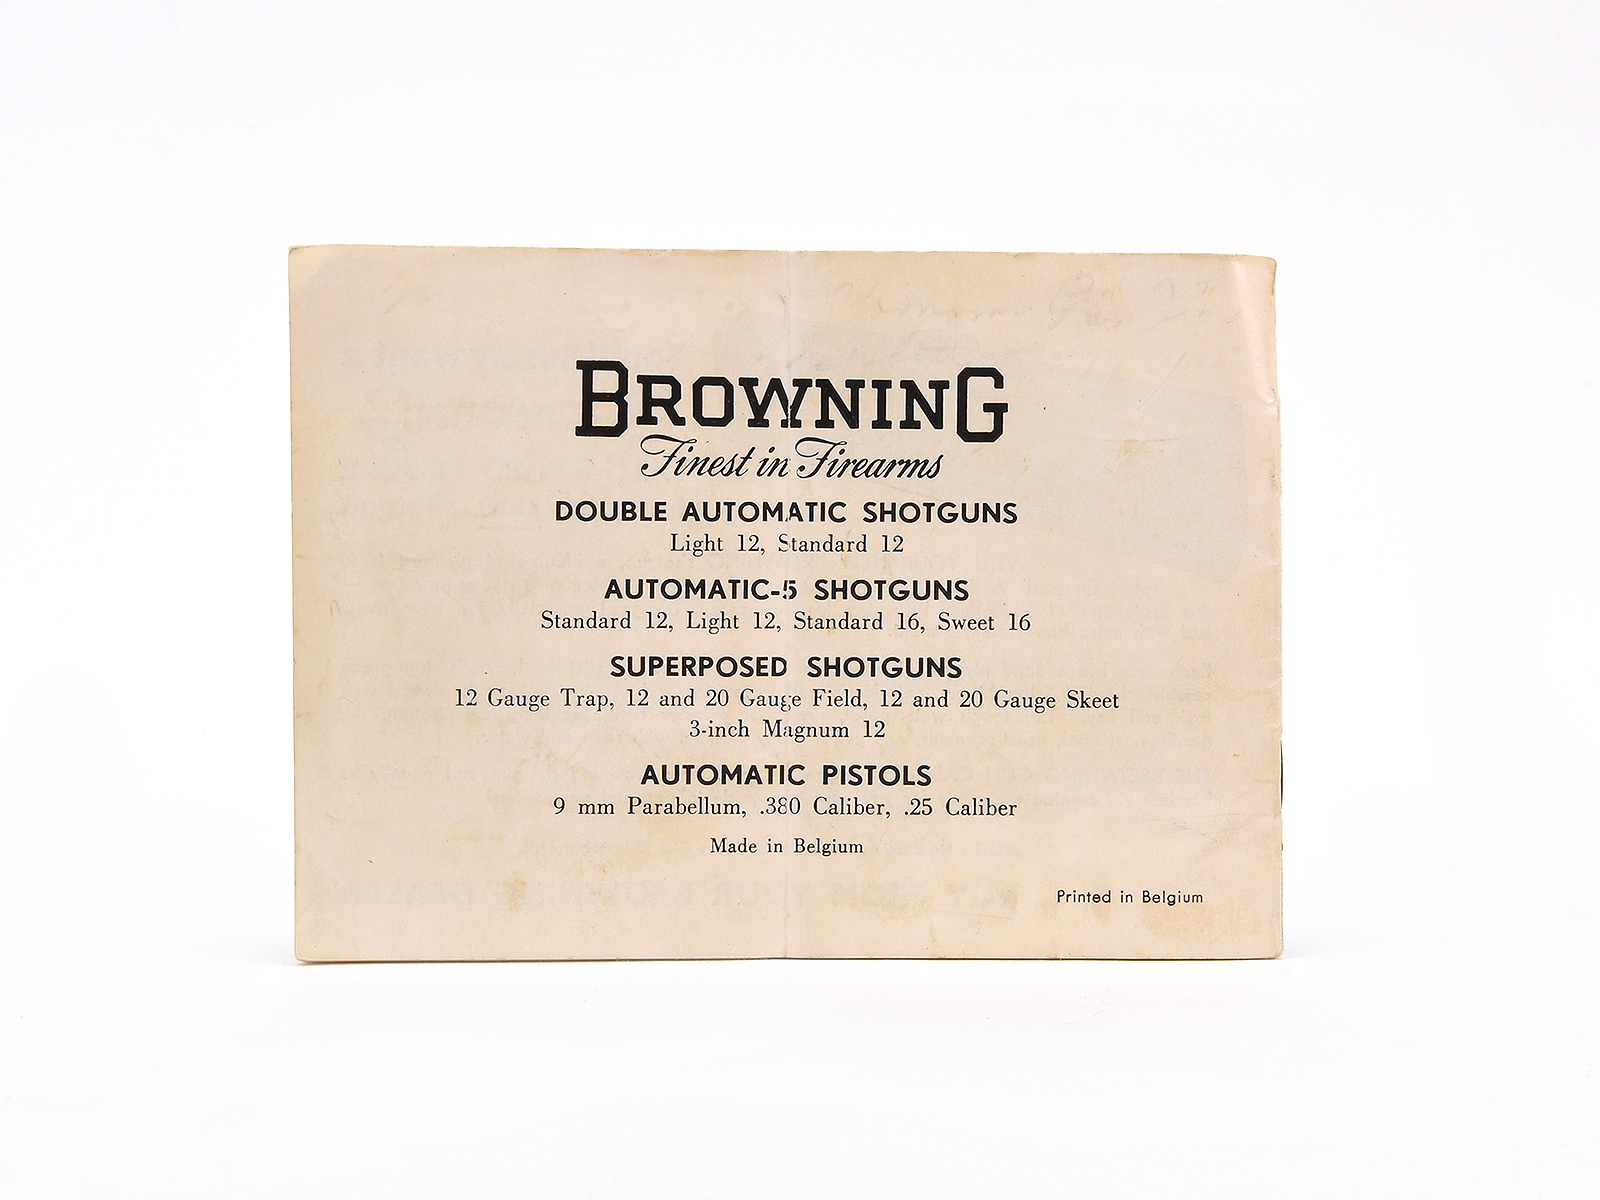 BROWNING
Finest in Firearms
DOUBLE AUTOMATIC SHOTGUNS
Light 12, Standard 12
AUTOMATIC-5 SHOTGUNS
Standard 12, Light 12, Standard 16, Sweet 16
SUPERPOSED SHOTGUNS
12 Gauge Trap, 12 and 20 Gauge Field, 12 and 20 Gauge Skeet
3-inch Magnum 12
AUTOMATIC PISTOLS
9 mm Parabellum, .380 Caliber, .25 Caliber
Made in Belgium
Printed in Belgium